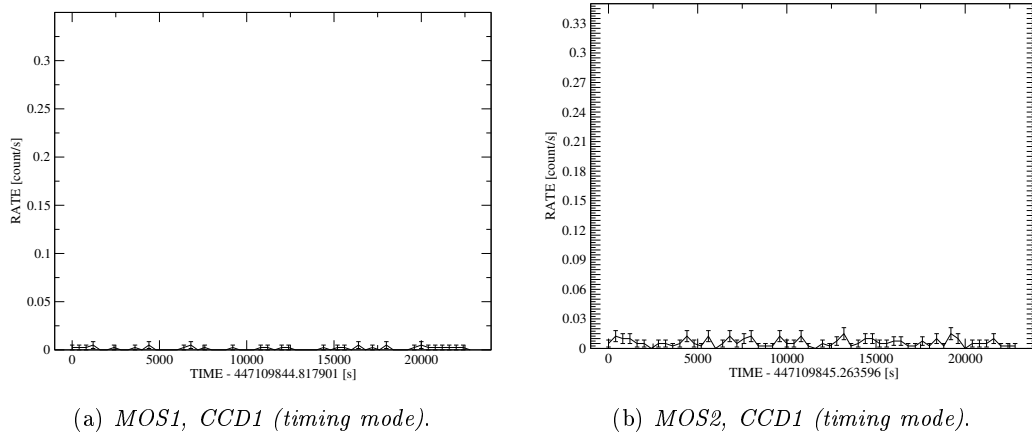 0.3
0.25
0.2
0.15
0.1
0.05
0
RATE [count/s]
0 5000 10000 15000 20000
TIME - 447109844.817901 [s]
(a) MOS1, CCD1 (timing mode).
0.33
0.3
0.27
0.24
0.21
0.18
0.15
0.12
0.09
0.06
0.03
0
RATE [count/s]
0 5000 10000 15000 20000
TIME - 447109845.263596 [s]
(b) MOS2, CCD1 (timing mode).